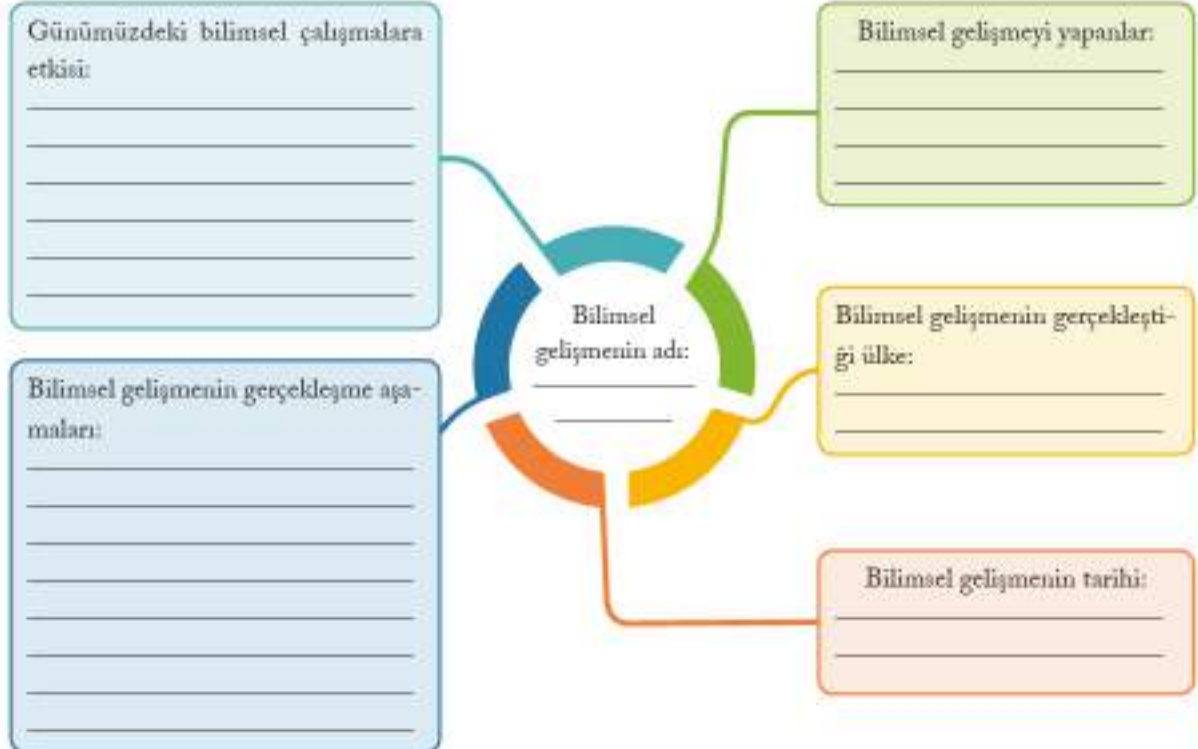 Günümüzdeki bilimsel çalışmalara
etkisi:
Bilimsel gelişmenin gerçekleşme aşa-
maları:
Bilimsel
gelişmenin adı:
Bilimsel gelişmeyi yapanlar:
Bilimsel gelişmenin gerçekleşti-
ği ülke:
Bilimsel gelişmenin tarihi: